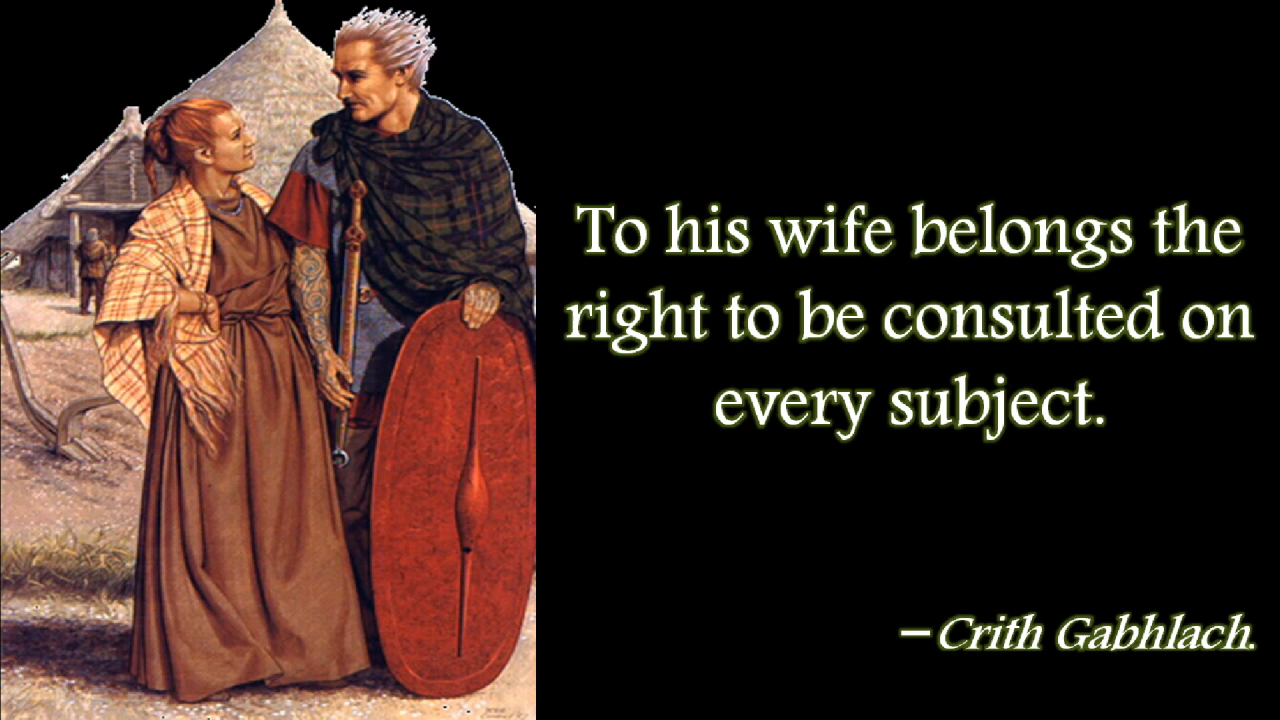 To his wife belongs the
right to be consulted on
every subject.
–Crith Gabhlach.